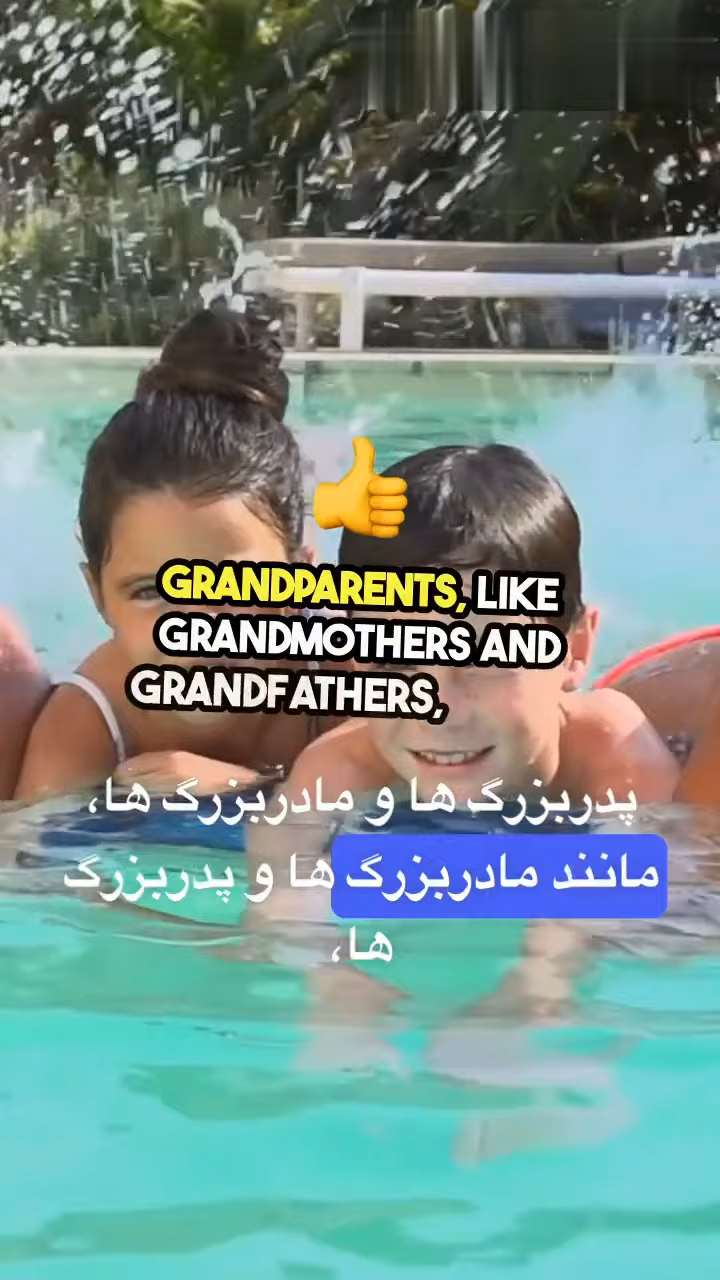 GRANDPARENTS, LIKE
GRANDMOTHERS AND
GRANDFATHERS,
پدربزرگ ها و مادربزرگ ها،
مانند مادربزرگ ها و پدربزرگ
ها،